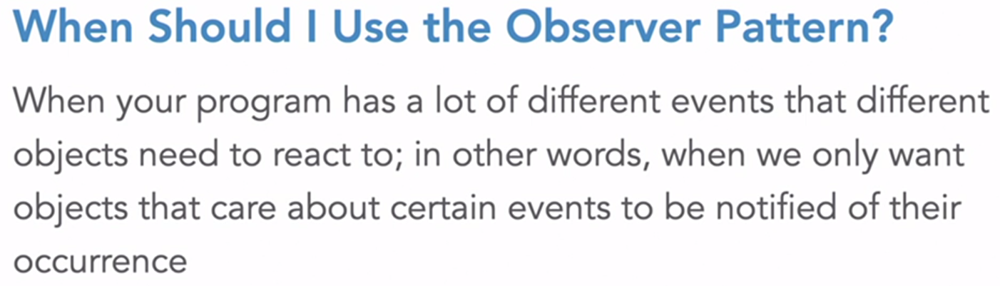 When Should I Use the Observer Pattern?
When your program has a lot of different events that different
objects need to react to; in other words, when we only want
objects that care about certain events to be notified of their
occurrence